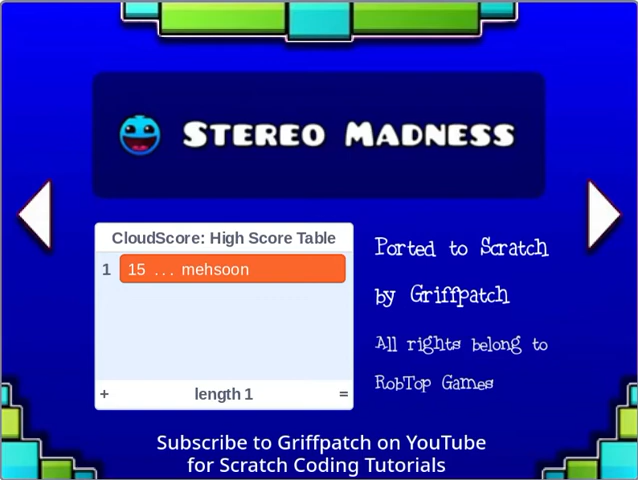 Stereo Madness
CloudScore: High Score Table
1 15 ... mehsoon
+ length 1 =
Ported to Scratch
by Griffpatch
All rights belong to
RobTop Games
Subscribe to Griffpatch on YouTube
for Scratch Coding Tutorials